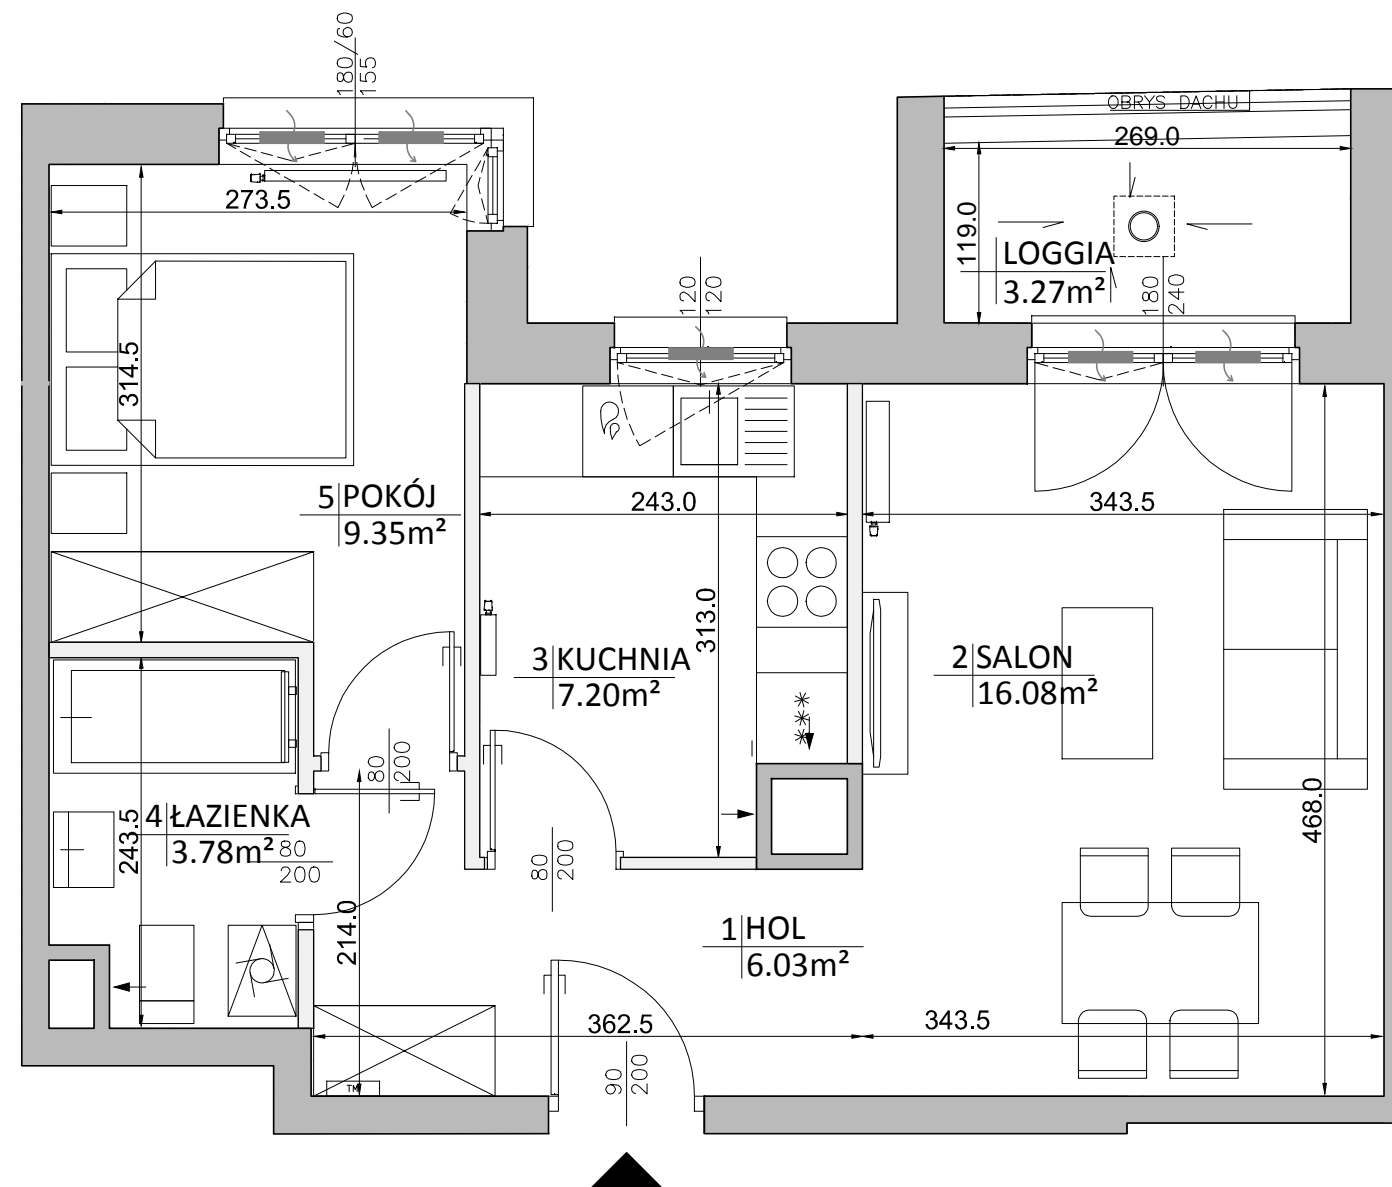 180/60
155
OBRYS DACHU
269.0
273.5
119.0
LOGGIA
3.27m²
120
120
180
240
314.5
5 POKÓJ
9.35m²
243.0
343.5
313.0
3 KUCHNIA
7.20m²
2 SALON
16.08m²
***
80
200
468.0
243.5
4 ŁAZIENKA
3.78m²
80
200
80
200
214.0
1 HOL
6.03m²
362.5
343.5
90
200
TM